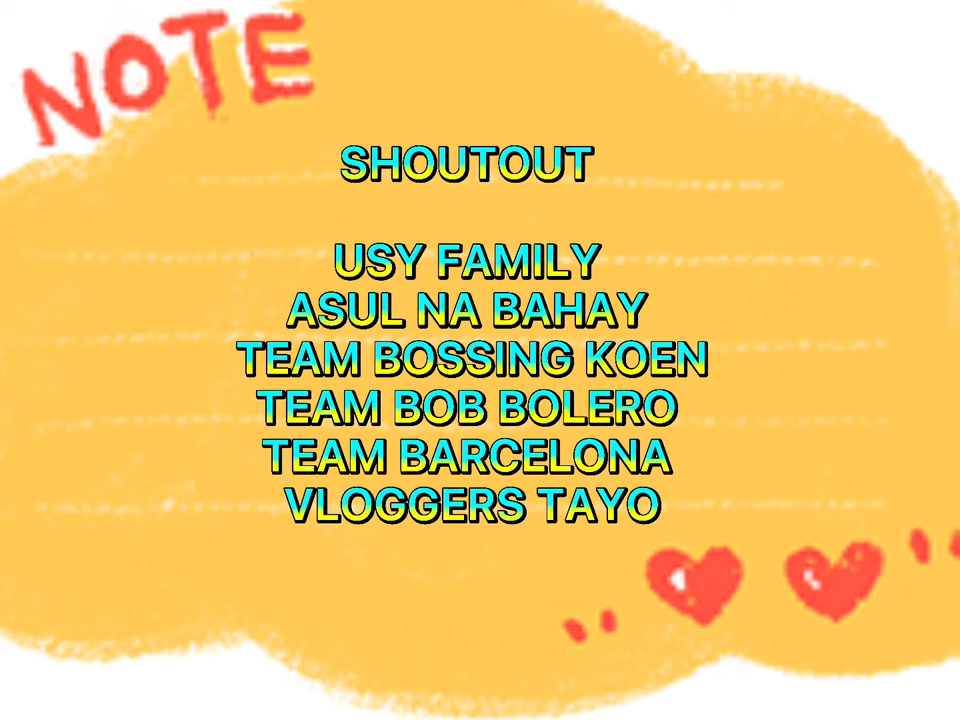 NOTE
SHOUTOUT
USY FAMILY
ASUL NA BAHAY
TEAM BOSSING KOEN
TEAM BOB BOLERO
TEAM BARCELONA
VLOGGERS TAYO